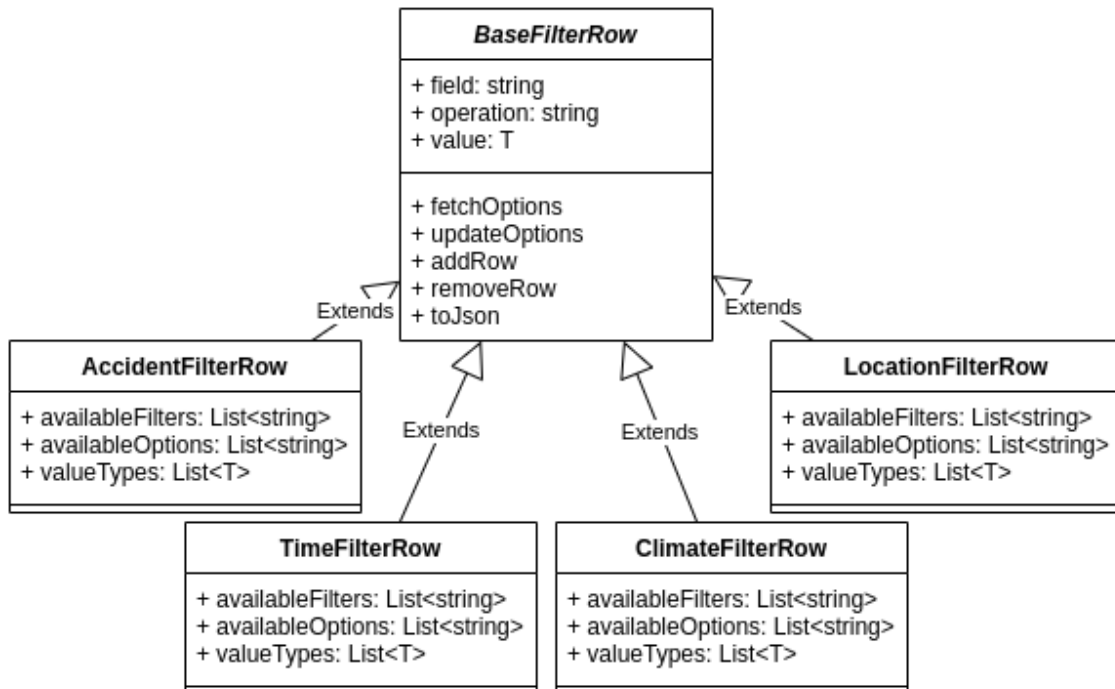 BaseFilterRow
+ field: string
+ operation: string
+ value: T
+ fetchOptions
+ updateOptions
+ addRow
+ removeRow
+ toJson
Extends
Extends
Extends
Extends
AccidentFilterRow
+ availableFilters: List<string>
+ availableOptions: List<string>
+ valueTypes: List<T>
LocationFilterRow
+ availableFilters: List<string>
+ availableOptions: List<string>
+ valueTypes: List<T>
TimeFilterRow
+ availableFilters: List<string>
+ availableOptions: List<string>
+ valueTypes: List<T>
ClimateFilterRow
+ availableFilters: List<string>
+ availableOptions: List<string>
+ valueTypes: List<T>